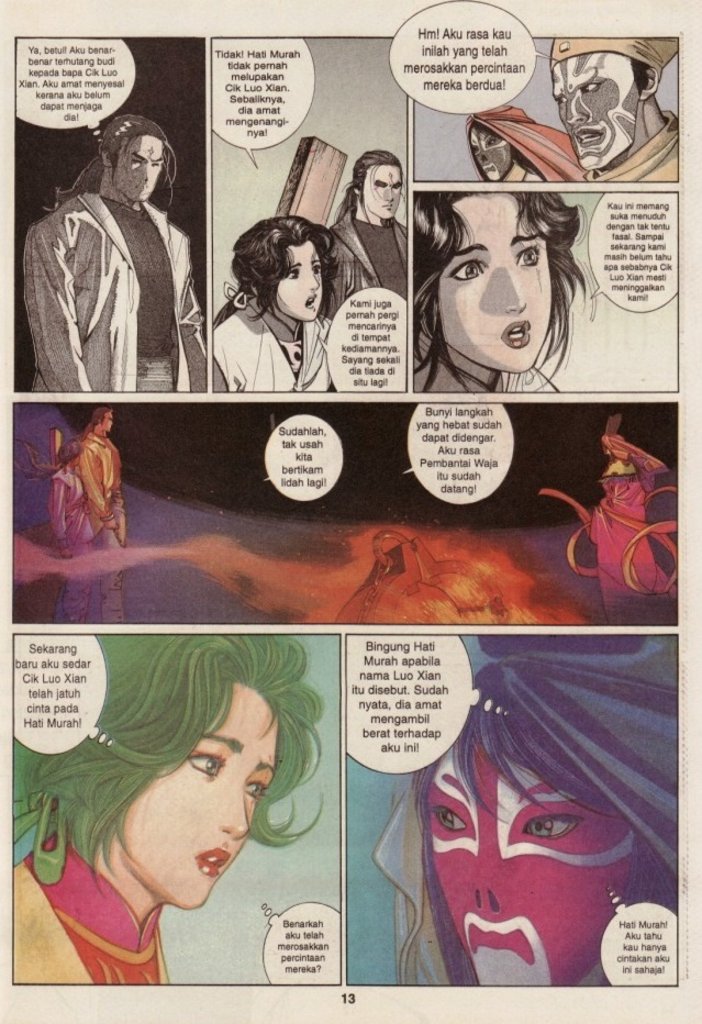 Ya, betul! Aku benar-
benar terhutang budi
kepada bapa Cik Luo
Xian. Aku amat menyesal
kerana aku belum
dapat menjaga
dia!
Tidak! Hati Murah
tidak pernah
melupakan
Cik Luo Xian.
Sebaliknya,
dia amat
mengenangi-
nya!
Kami juga
pernah pergi
mencarinya
di tempat
kediamannya.
Sayang sekali
dia tiada di
situ lagi!
Hm! Aku rasa kau
inilah yang telah
merosakkan percintaan
mereka berdua!
Kau ini memang
suka menuduh
dengan tak tentu
fasal. Sampai
sekarang kami
masih belum tahu
apa sebabnya Cik
Luo Xian mesti
meninggalkan
kami!
Sudahlah,
tak usah
kita
bertikam
lidah lagi!
Bunyi langkah
yang hebat sudah
dapat didengar.
Aku rasa
Pembantai Waja
itu sudah
datang!
Sekarang
baru aku sedar
Cik Luo Xian
telah jatuh
cinta pada
Hati Murah!
Benarkah
aku telah
merosakkan
percintaan
mereka?
Bingung Hati
Murah apabila
nama Luo Xian
itu disebut. Sudah
nyata, dia amat
mengambil
berat terhadap
aku ini!
Hati Murah!
Aku tahu
kau hanya
cintakan aku
ini sahaja!
13